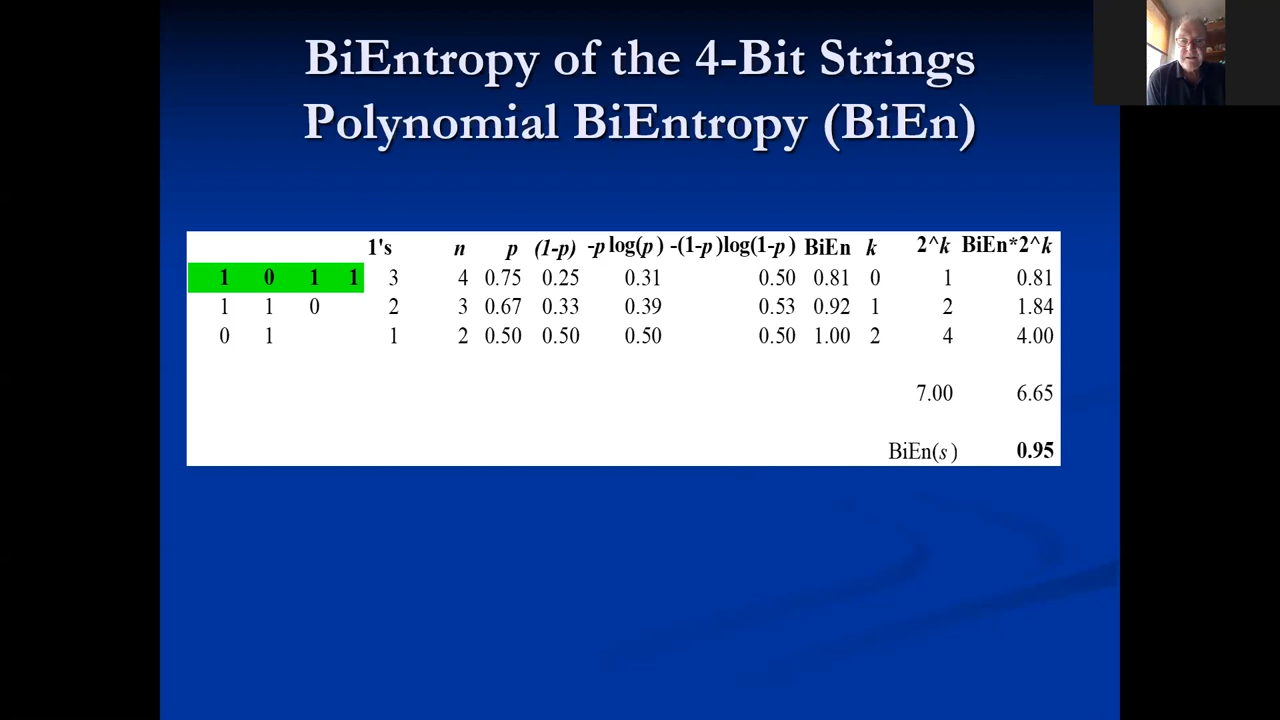 BiEntropy of the 4-Bit Strings
Polynomial BiEntropy (BiEn)
1's n p (1-p) -p log(p) -(1-p)log(1-p) BiEn k 2^k BiEn*2^k
1 0 1 1 3 4 0.75 0.25 0.31 0.50 0.81 0 1 0.81
1 1 0 2 3 0.67 0.33 0.39 0.53 0.92 1 2 1.84
0 1 1 2 0.50 0.50 0.50 0.50 1.00 2 4 4.00
7.00 6.65
BiEn(s) 0.95